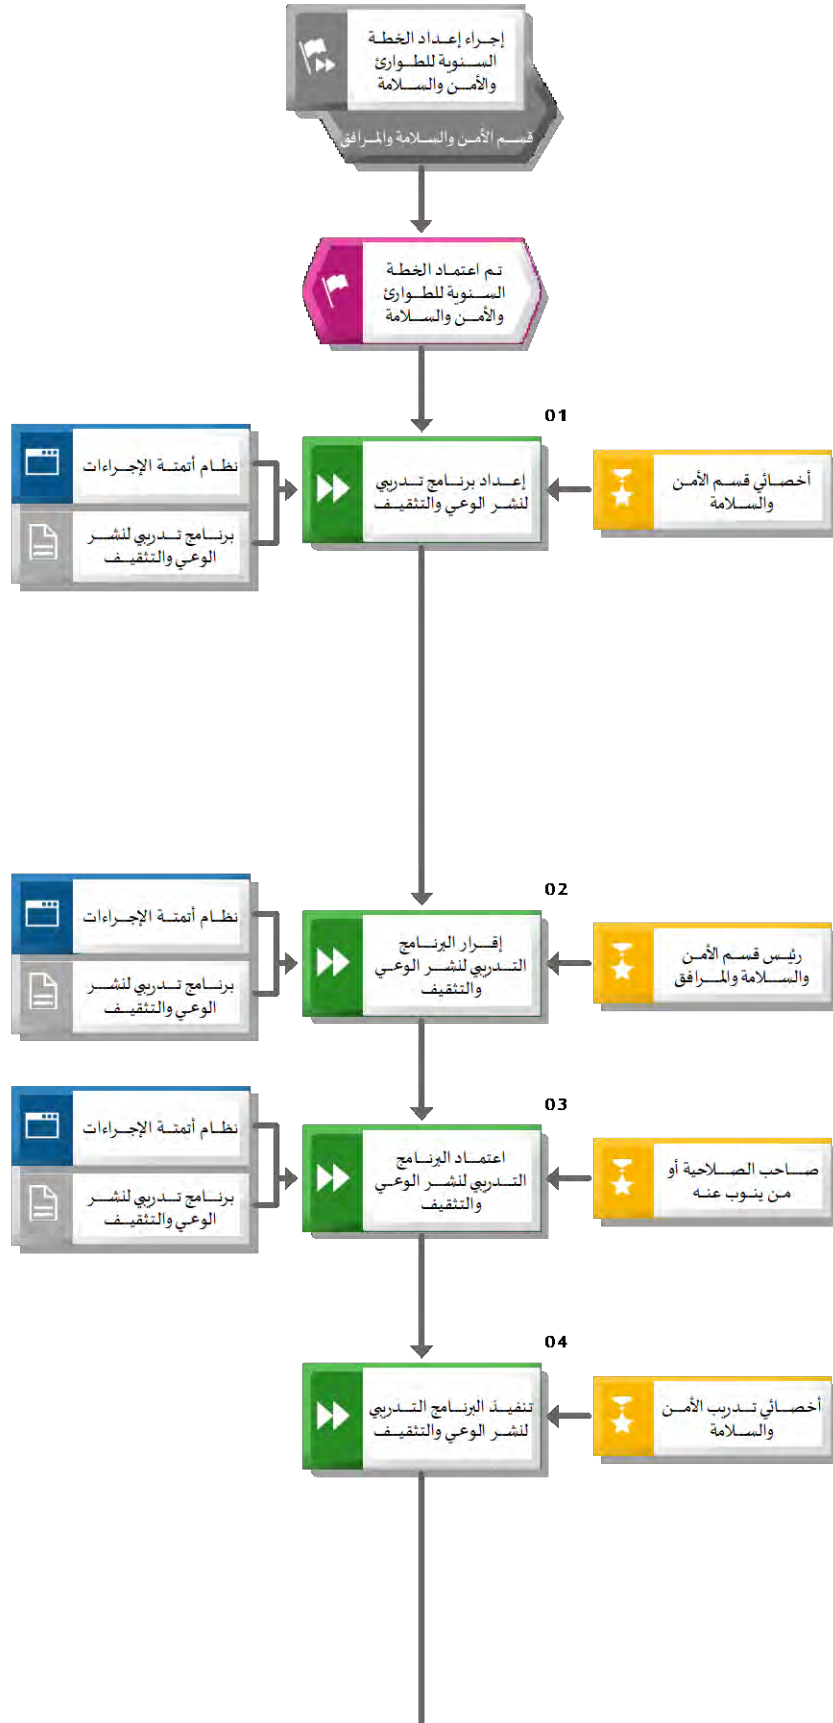 إجراء إعداد الخطة
السنوية للطوارئ
والأمن والسلامة
قسم الأمن والسلامة والمرافق
تم اعتماد الخطة
السنوية للطوارئ
والأمن والسلامة
01
أخصائي قسم الأمن
والسلامة
إعداد برنامج تدريبي
لنشر الوعي والتثقيف
نظام أتمتة الإجراءات
برنامج تدريبي لنشر
الوعي والتثقيف
02
رئيس قسم الأمن
والسلامة والمرافق
إقرار البرنامج
التدريبي لنشر الوعي
والتثقيف
نظام أتمتة الإجراءات
برنامج تدريبي لنشر
الوعي والتثقيف
03
صاحب الصلاحية أو
من ينوب عنه
اعتماد البرنامج
التدريبي لنشر الوعي
والتثقيف
نظام أتمتة الإجراءات
برنامج تدريبي لنشر
الوعي والتثقيف
04
أخصائي تدريب الأمن
والسلامة
تنفيذ البرنامج التدريبي
لنشر الوعي والتثقيف